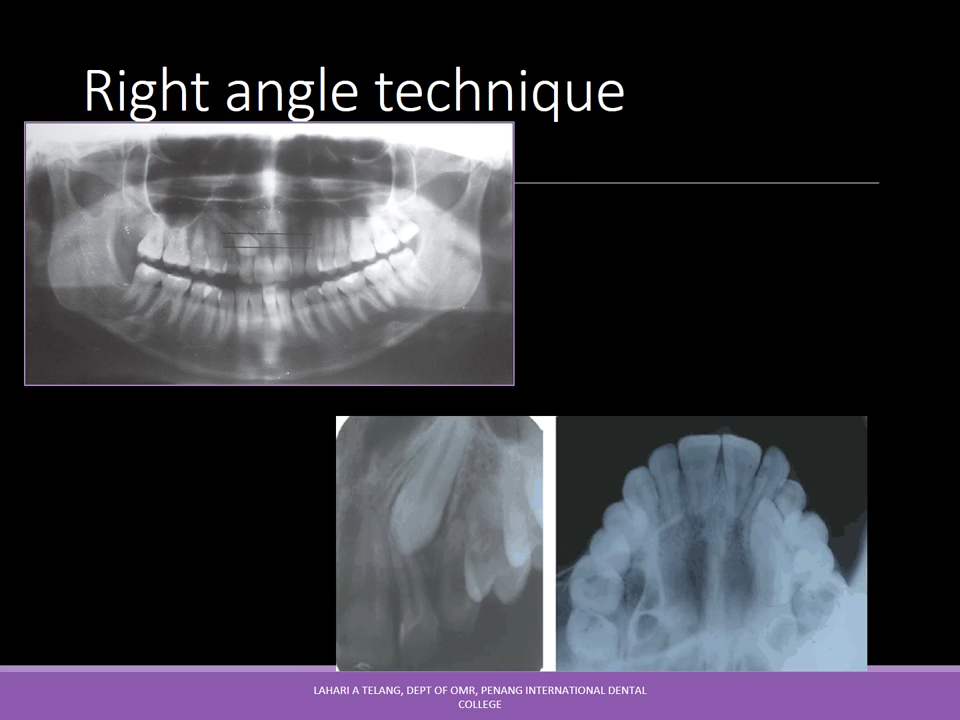 Right angle technique
LAHARI A TELANG, DEPT OF OMR, PENANG INTERNATIONAL DENTAL
COLLEGE